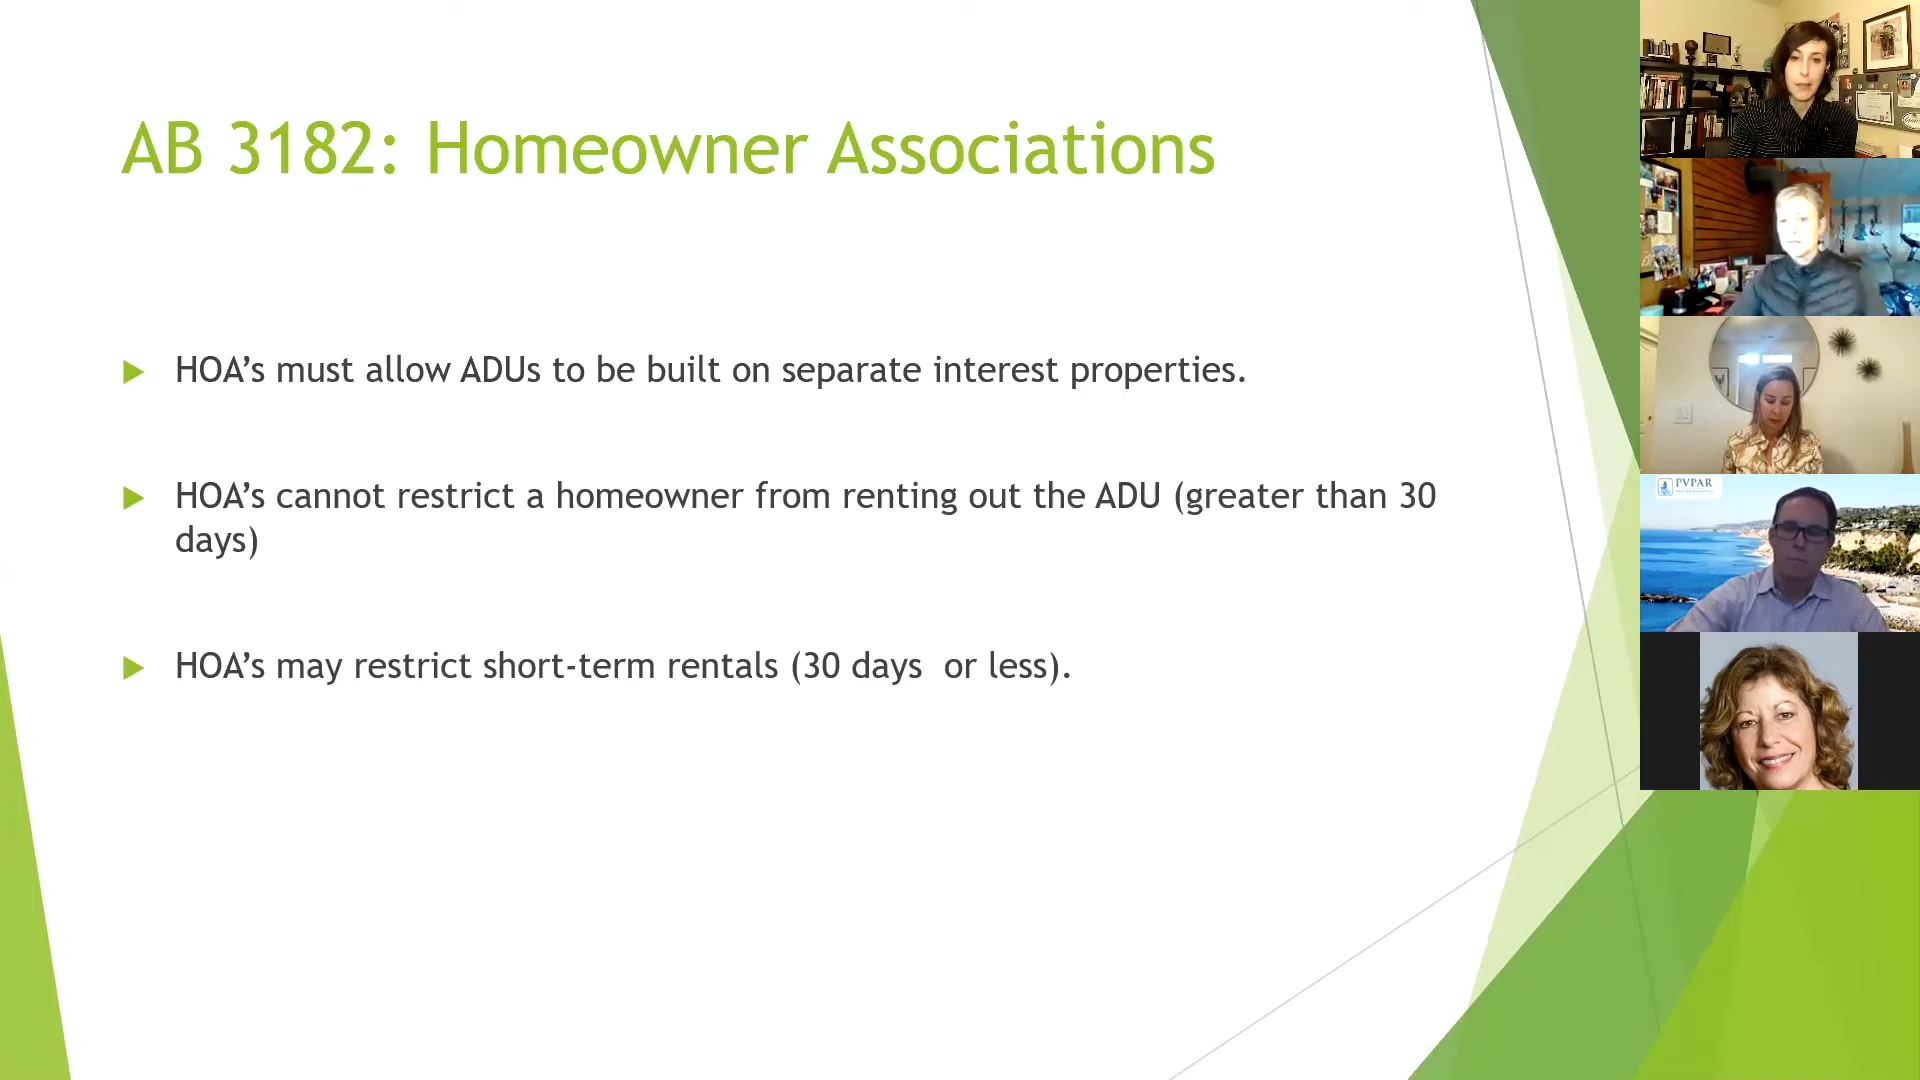 AB 3182: Homeowner Associations
HOA’s must allow ADUs to be built on separate interest properties.
HOA’s cannot restrict a homeowner from renting out the ADU (greater than 30
days)
HOA’s may restrict short-term rentals (30 days  or less).
PVPAR